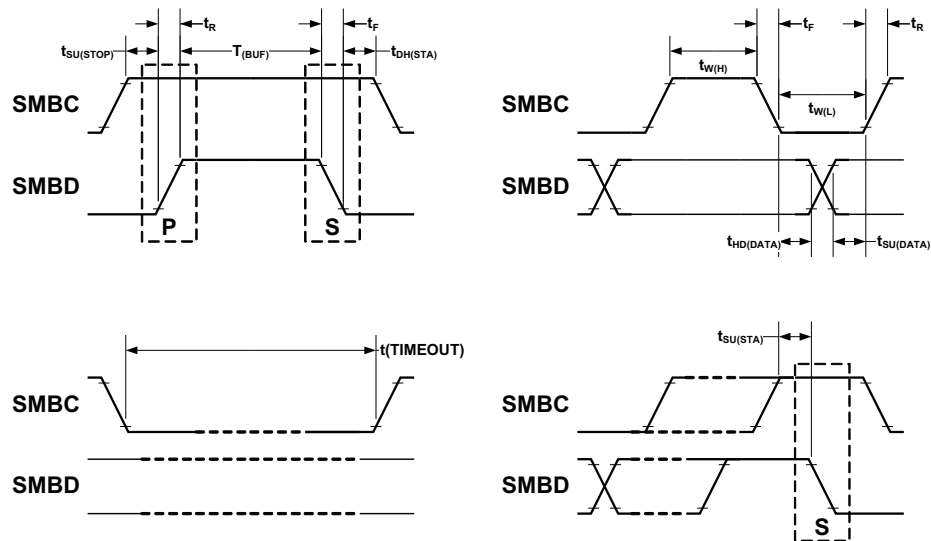 tR
tF
tSU(STOP)
T(BUF)
tDH(STA)
SMBC
SMBD
P
S
tF
tR
tW(H)
SMBC
tW(L)
SMBD
tHD(DATA)
tSU(DATA)
t(TIMEOUT)
SMBC
SMBD
tSU(STA)
SMBC
SMBD
S